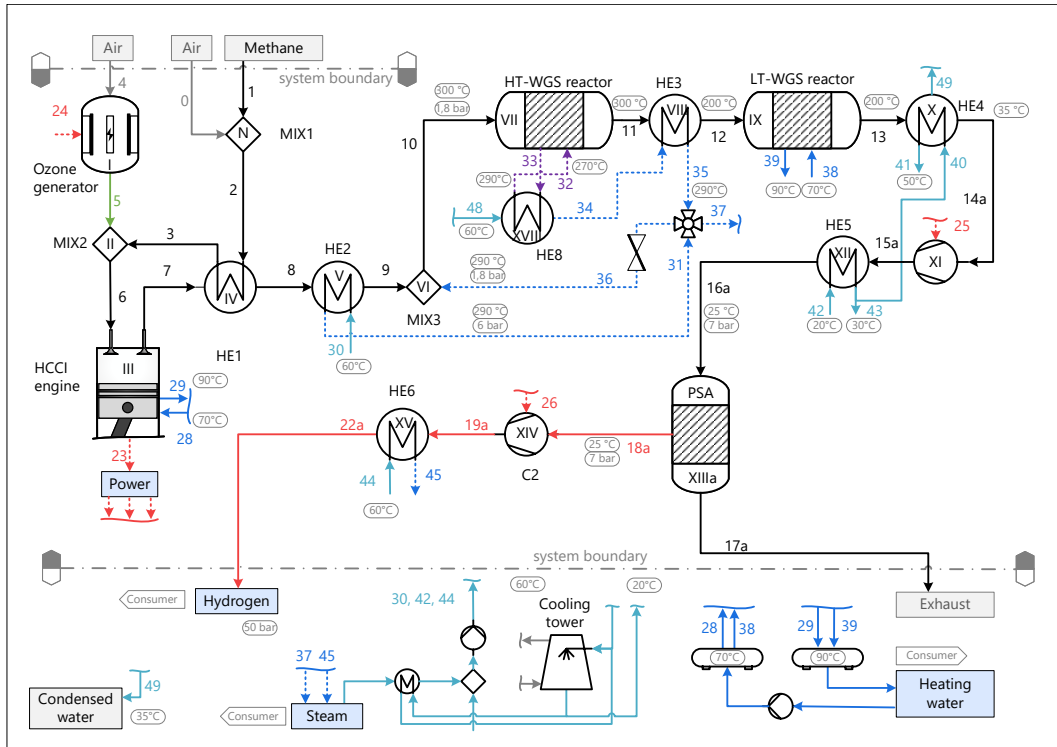 Air
Air
Methane
system boundary
4
0
1
24
Ozone
generator
N
MIX1
5
2
MIX2
II
3
6
7
IV
HE1
8
HE2
V
9
VI
MIX3
10
30
60°C
HCCI
engine
III
29
90°C
70°C
28
23
Power
300 °C
1,8 bar
HT-WGS reactor
VII
300 °C
11
HE3
VIII
200 °C
12
LT-WGS reactor
IX
200 °C
13
49
X
HE4
35 °C
33
32
270°C
290°C
48
60°C
XVII
HE8
34
35
290°C
37
31
36
290 °C
1,8 bar
290 °C
6 bar
39
38
90°C
70°C
41
40
50°C
14a
25
XI
15a
HE5
XII
42
43
20°C
30°C
16a
25 °C
7 bar
PSA
XIIIa
18a
25 °C
7 bar
26
XIV
C2
19a
HE6
XV
22a
44
45
60°C
17a
system boundary
Consumer
Hydrogen
50 bar
30, 42, 44
60°C
20°C
Cooling
tower
Exhaust
28
38
29
39
70°C
90°C
Consumer
Heating
water
37
45
Consumer
Steam
M
49
Condensed
water
35°C